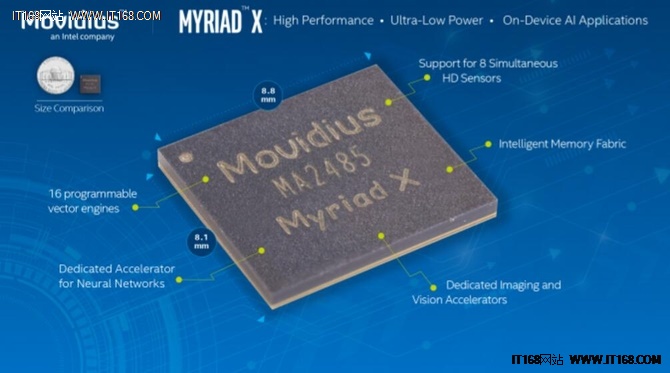 IT168网站 www.IT168.COM
Movidius™
an Intel company
MYRIAD™ X: High Performance • Ultra-Low Power • On-Device AI Applications
Size Comparison
8.8
mm
Support for 8 Simultaneous
HD Sensors
Intelligent Memory Fabric
Movidius
MA2485
Myriad X
16 programmable
vector engines
8.1
mm
Dedicated Accelerator
for Neural Networks
Dedicated Imaging and
Vision Accelerators
IT168网站 www.IT168.COM